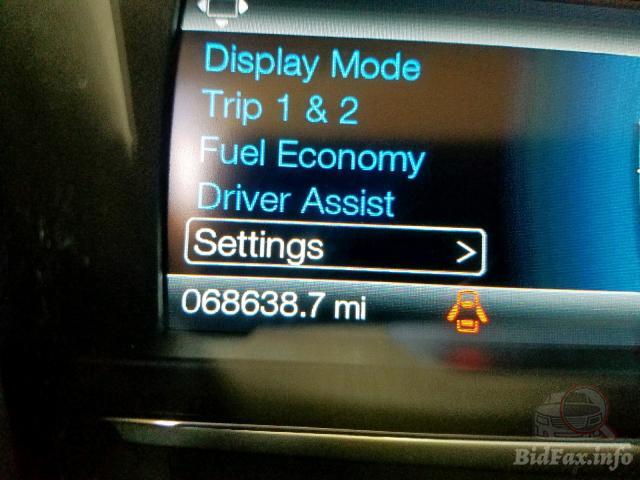 Display Mode
Trip 1 & 2
Fuel Economy
Driver Assist
Settings >
068638.7 mi
BidFax.info